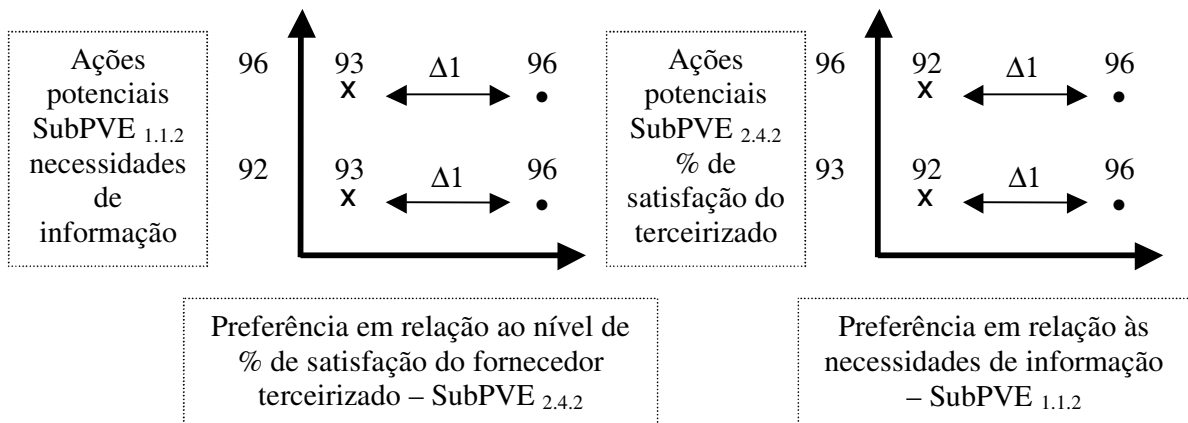 Ações
potenciais
SubPVE 1.1.2
necessidades
de
informação
96 93 Δ1 96
x •
92 93 Δ1 96
x •
Preferência em relação ao nível de
% de satisfação do fornecedor
terceirizado – SubPVE 2.4.2
Ações
potenciais
SubPVE 2.4.2
% de
satisfação do
terceirizado
96 92 Δ1 96
x •
93 92 Δ1 96
x •
Preferência em relação às
necessidades de informação
– SubPVE 1.1.2